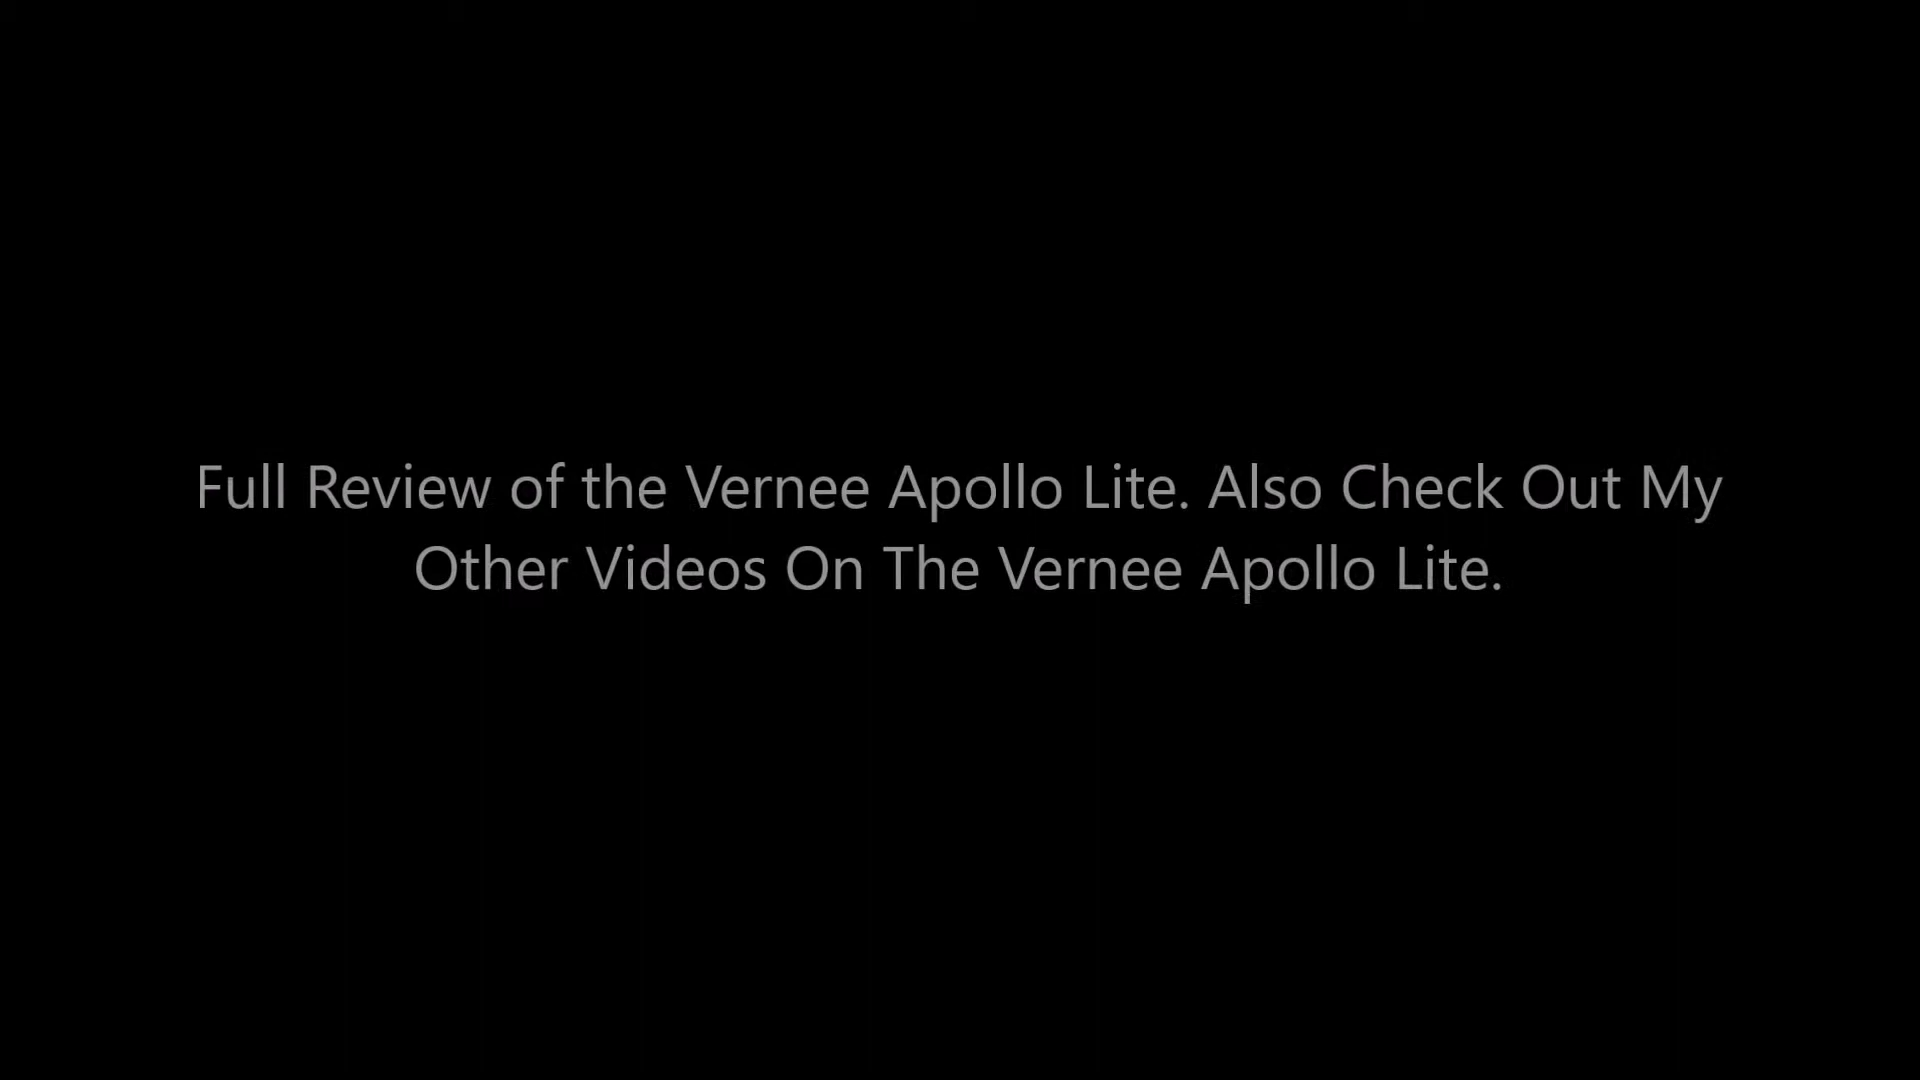 Full Review of the Vernee Apollo Lite. Also Check Out My
Other Videos On The Vernee Apollo Lite.